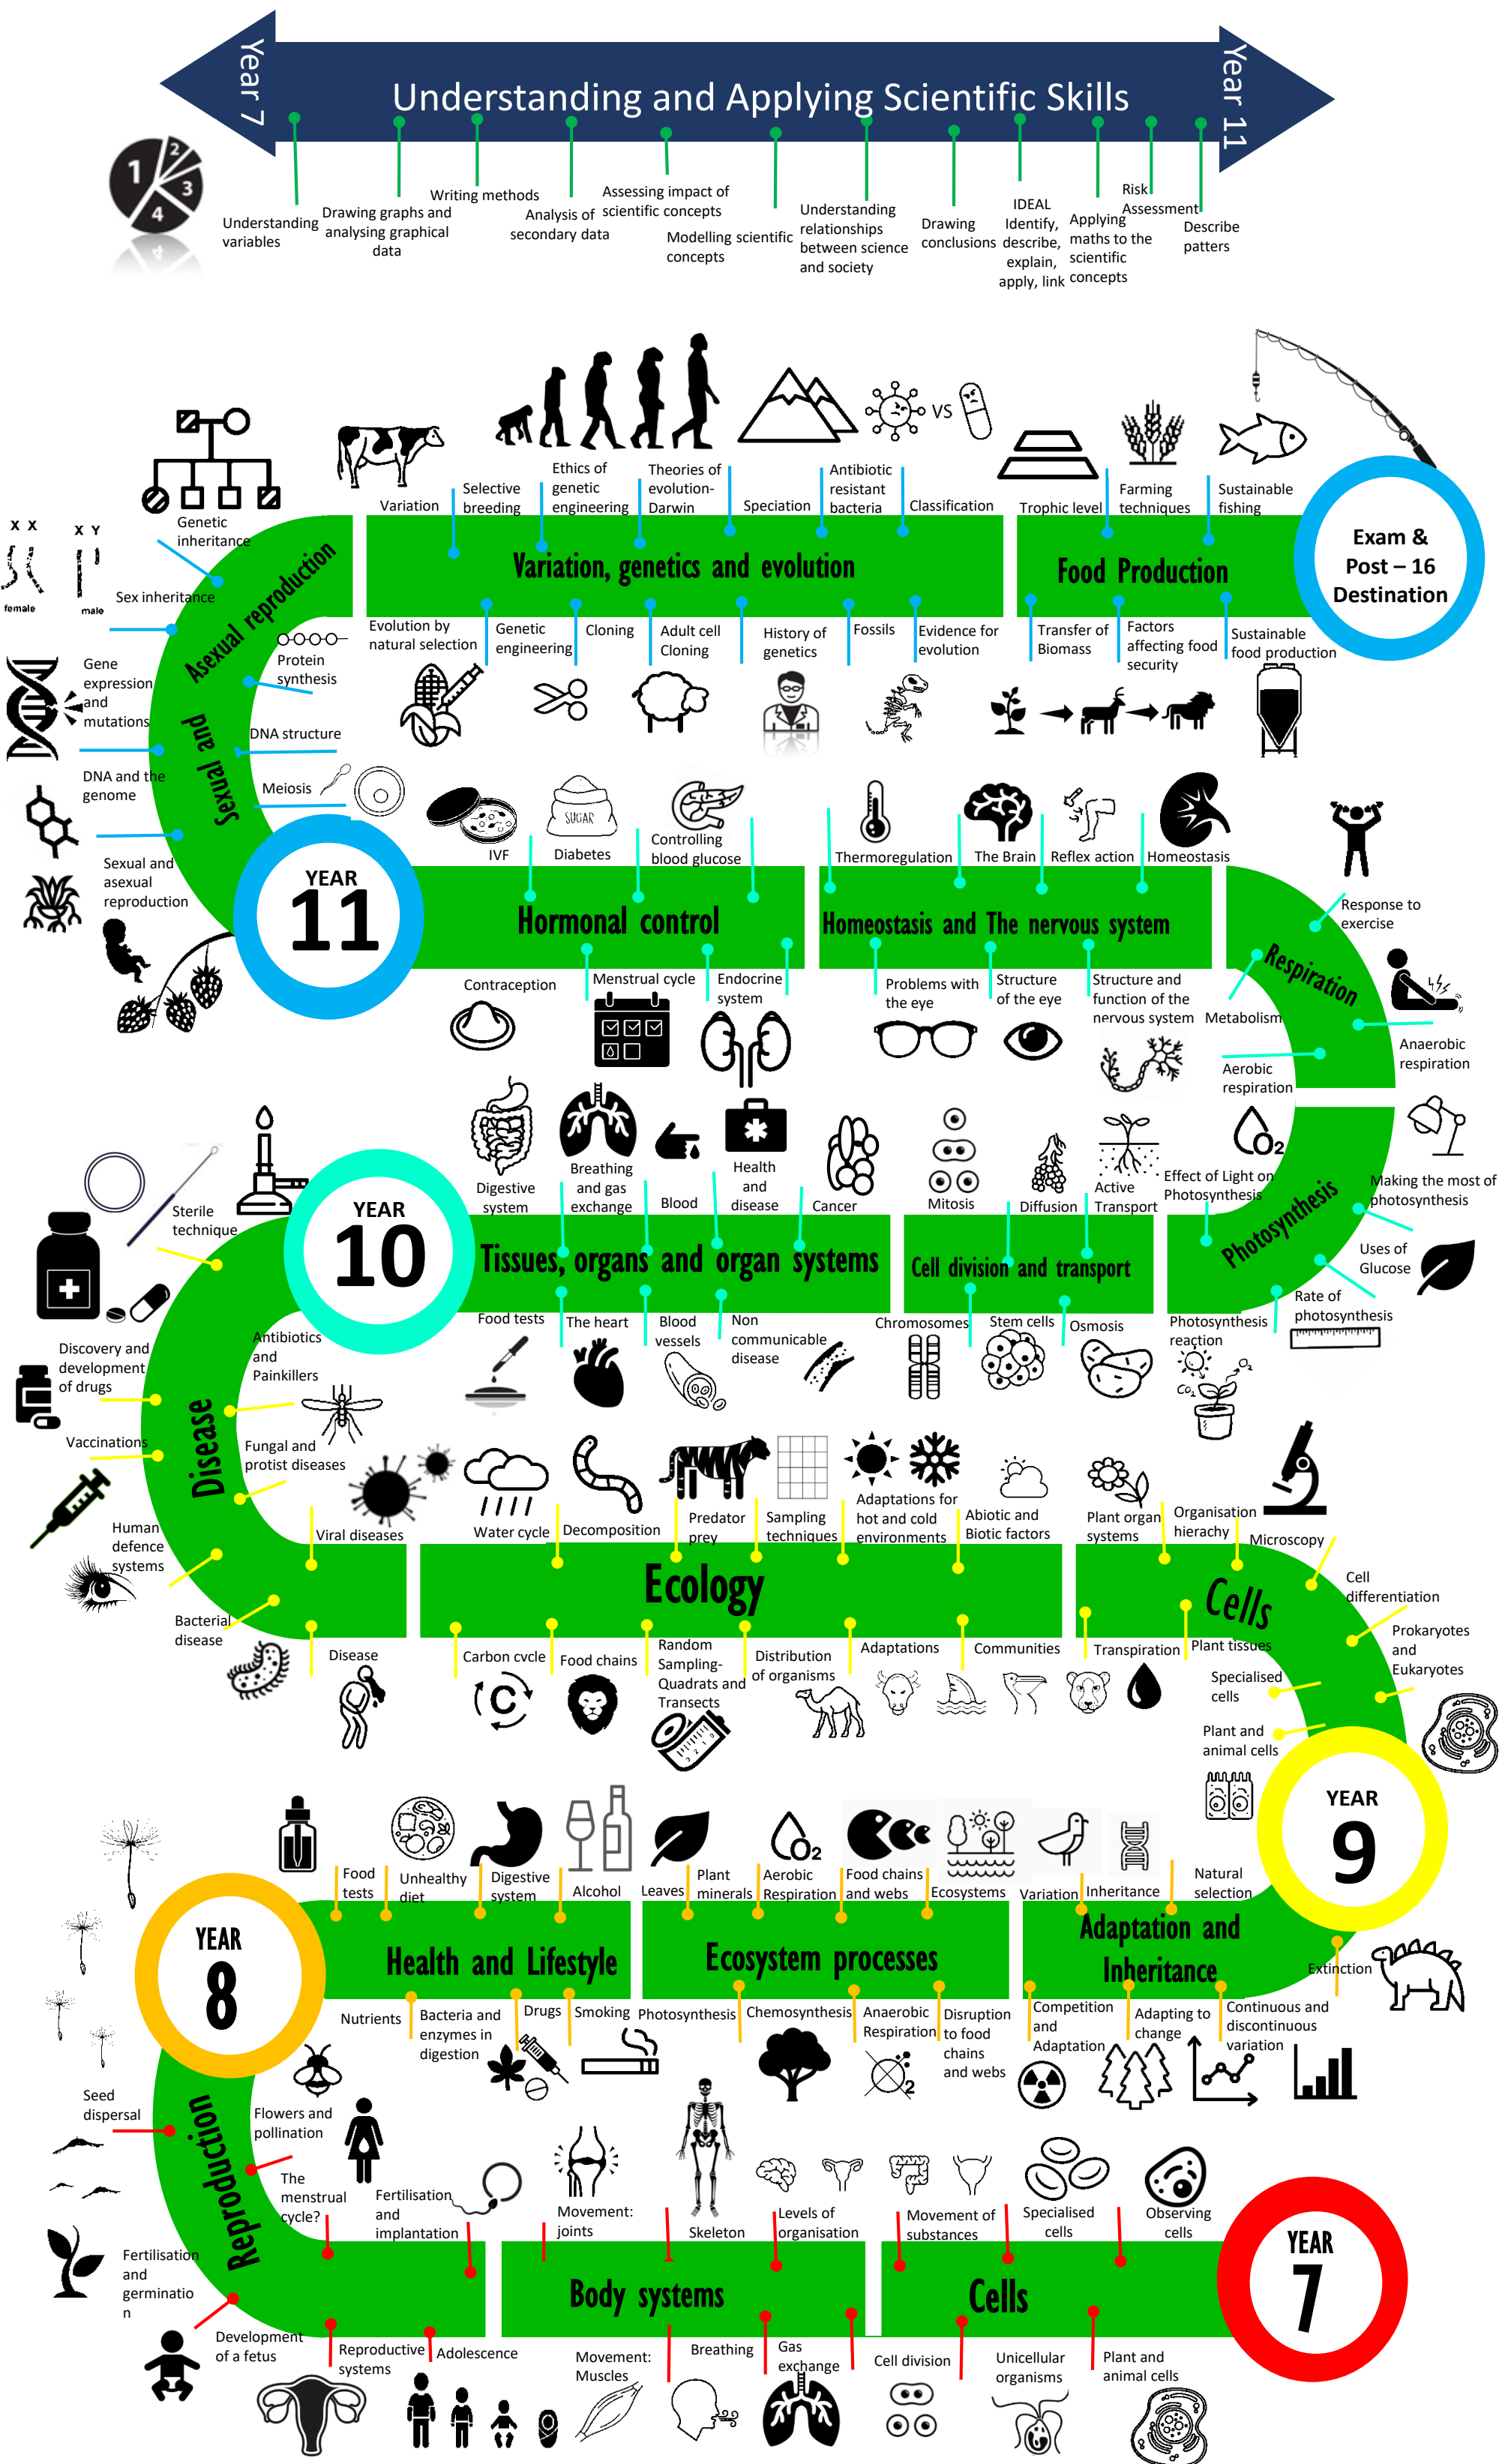 Year 7
Understanding and Applying Scientific Skills
Year 11
1
2
3
4
Understanding
variables
Drawing graphs and
analysing graphical
data
Writing methods
Analysis of
secondary data
Assessing impact of
scientific concepts
Modelling scientific
concepts
Understanding
relationships
between science
and society
Drawing
conclusions
IDEAL
Identify,
describe,
explain,
apply, link
Applying
maths to the
scientific
concepts
Risk
Assessment
Describe
patters
VS
Variation
Selective
breeding
Ethics of
genetic
engineering
Theories of
evolution-
Darwin
Speciation
Antibiotic
resistant
bacteria
Classification
Trophic level
Farming
techniques
Sustainable
fishing
Exam &
Post – 16
Destination
Variation, genetics and evolution
Food Production
Evolution by
natural selection
Genetic
engineering
Cloning
Adult cell
Cloning
History of
genetics
Fossils
Evidence for
evolution
Transfer of
Biomass
Factors
affecting food
security
Sustainable
food production
Genetic
inheritance
X X
X Y
female
male
Sex inheritance
Sexual and
Asexual reproduction
Protein
synthesis
Gene
expression
and
mutations
DNA structure
DNA and the
genome
Meiosis
Sexual and
asexual
reproduction
YEAR
11
IVF
SUGAR
Diabetes
Controlling
blood glucose
Thermoregulation
The Brain
Reflex action
Homeostasis
Hormonal control
Homeostasis and The nervous system
Respiration
Response to
exercise
Contraception
Menstrual cycle
Endocrine
system
Problems with
the eye
Structure
of the eye
Structure and
function of the
nervous system
Metabolism
Anaerobic
respiration
Aerobic
respiration
O2
Effect of Light on
Photosynthesis
Making the most of
photosynthesis
Photosynthesis
Uses of
Glucose
Rate of
photosynthesis
Photosynthesis
reaction
CO2
O2
Digestive
system
Breathing
and gas
exchange
Blood
Health
and
disease
Cancer
Mitosis
Diffusion
Active
Transport
YEAR
10
Tissues, organs and organ systems
Cell division and transport
Food tests
The heart
Blood
vessels
Non
communicable
disease
Chromosomes
Stem cells
Osmosis
Sterile
technique
Discovery and
development
of drugs
Antibiotics
and
Painkillers
Disease
Vaccinations
Fungal and
protist diseases
Human
defence
systems
Viral diseases
Bacterial
disease
Disease
Water cycle
Decomposition
Predator
prey
Sampling
techniques
Adaptations for
hot and cold
environments
Abiotic and
Biotic factors
Plant organ
systems
Organisation
hierachy
Microscopy
Ecology
Cells
Cell
differentiation
Prokaryotes
and
Eukaryotes
Carbon cycle
C
Food chains
Random
Sampling-
Quadrats and
Transects
Distribution
of organisms
Adaptations
Communities
Transpiration
Plant tissues
Specialised
cells
Plant and
animal cells
YEAR
9
Food
tests
Unhealthy
diet
Digestive
system
Alcohol
Leaves
Plant
minerals
O2
Aerobic
Respiration
Food chains
and webs
Ecosystems
Variation
Inheritance
Natural
selection
YEAR
8
Health and Lifestyle
Ecosystem processes
Adaptation and
Inheritance
Extinction
Nutrients
Bacteria and
enzymes in
digestion
Drugs
Smoking
Photosynthesis
Chemosynthesis
Anaerobic
Respiration
2
Disruption
to food
chains
and webs
Competition
and
Adaptation
Adapting to
change
Continuous and
discontinuous
variation
Seed
dispersal
Flowers and
pollination
Reproduction
The
menstrual
cycle?
Fertilisation
and
implantation
Fertilisation
and
germinatio
n
Development
of a fetus
Reproductive
systems
Adolescence
Movement:
joints
Skeleton
Levels of
organisation
Movement of
substances
Specialised
cells
Observing
cells
Body systems
Cells
YEAR
7
Movement:
Muscles
Breathing
Gas
exchange
Cell division
Unicellular
organisms
Plant and
animal cells